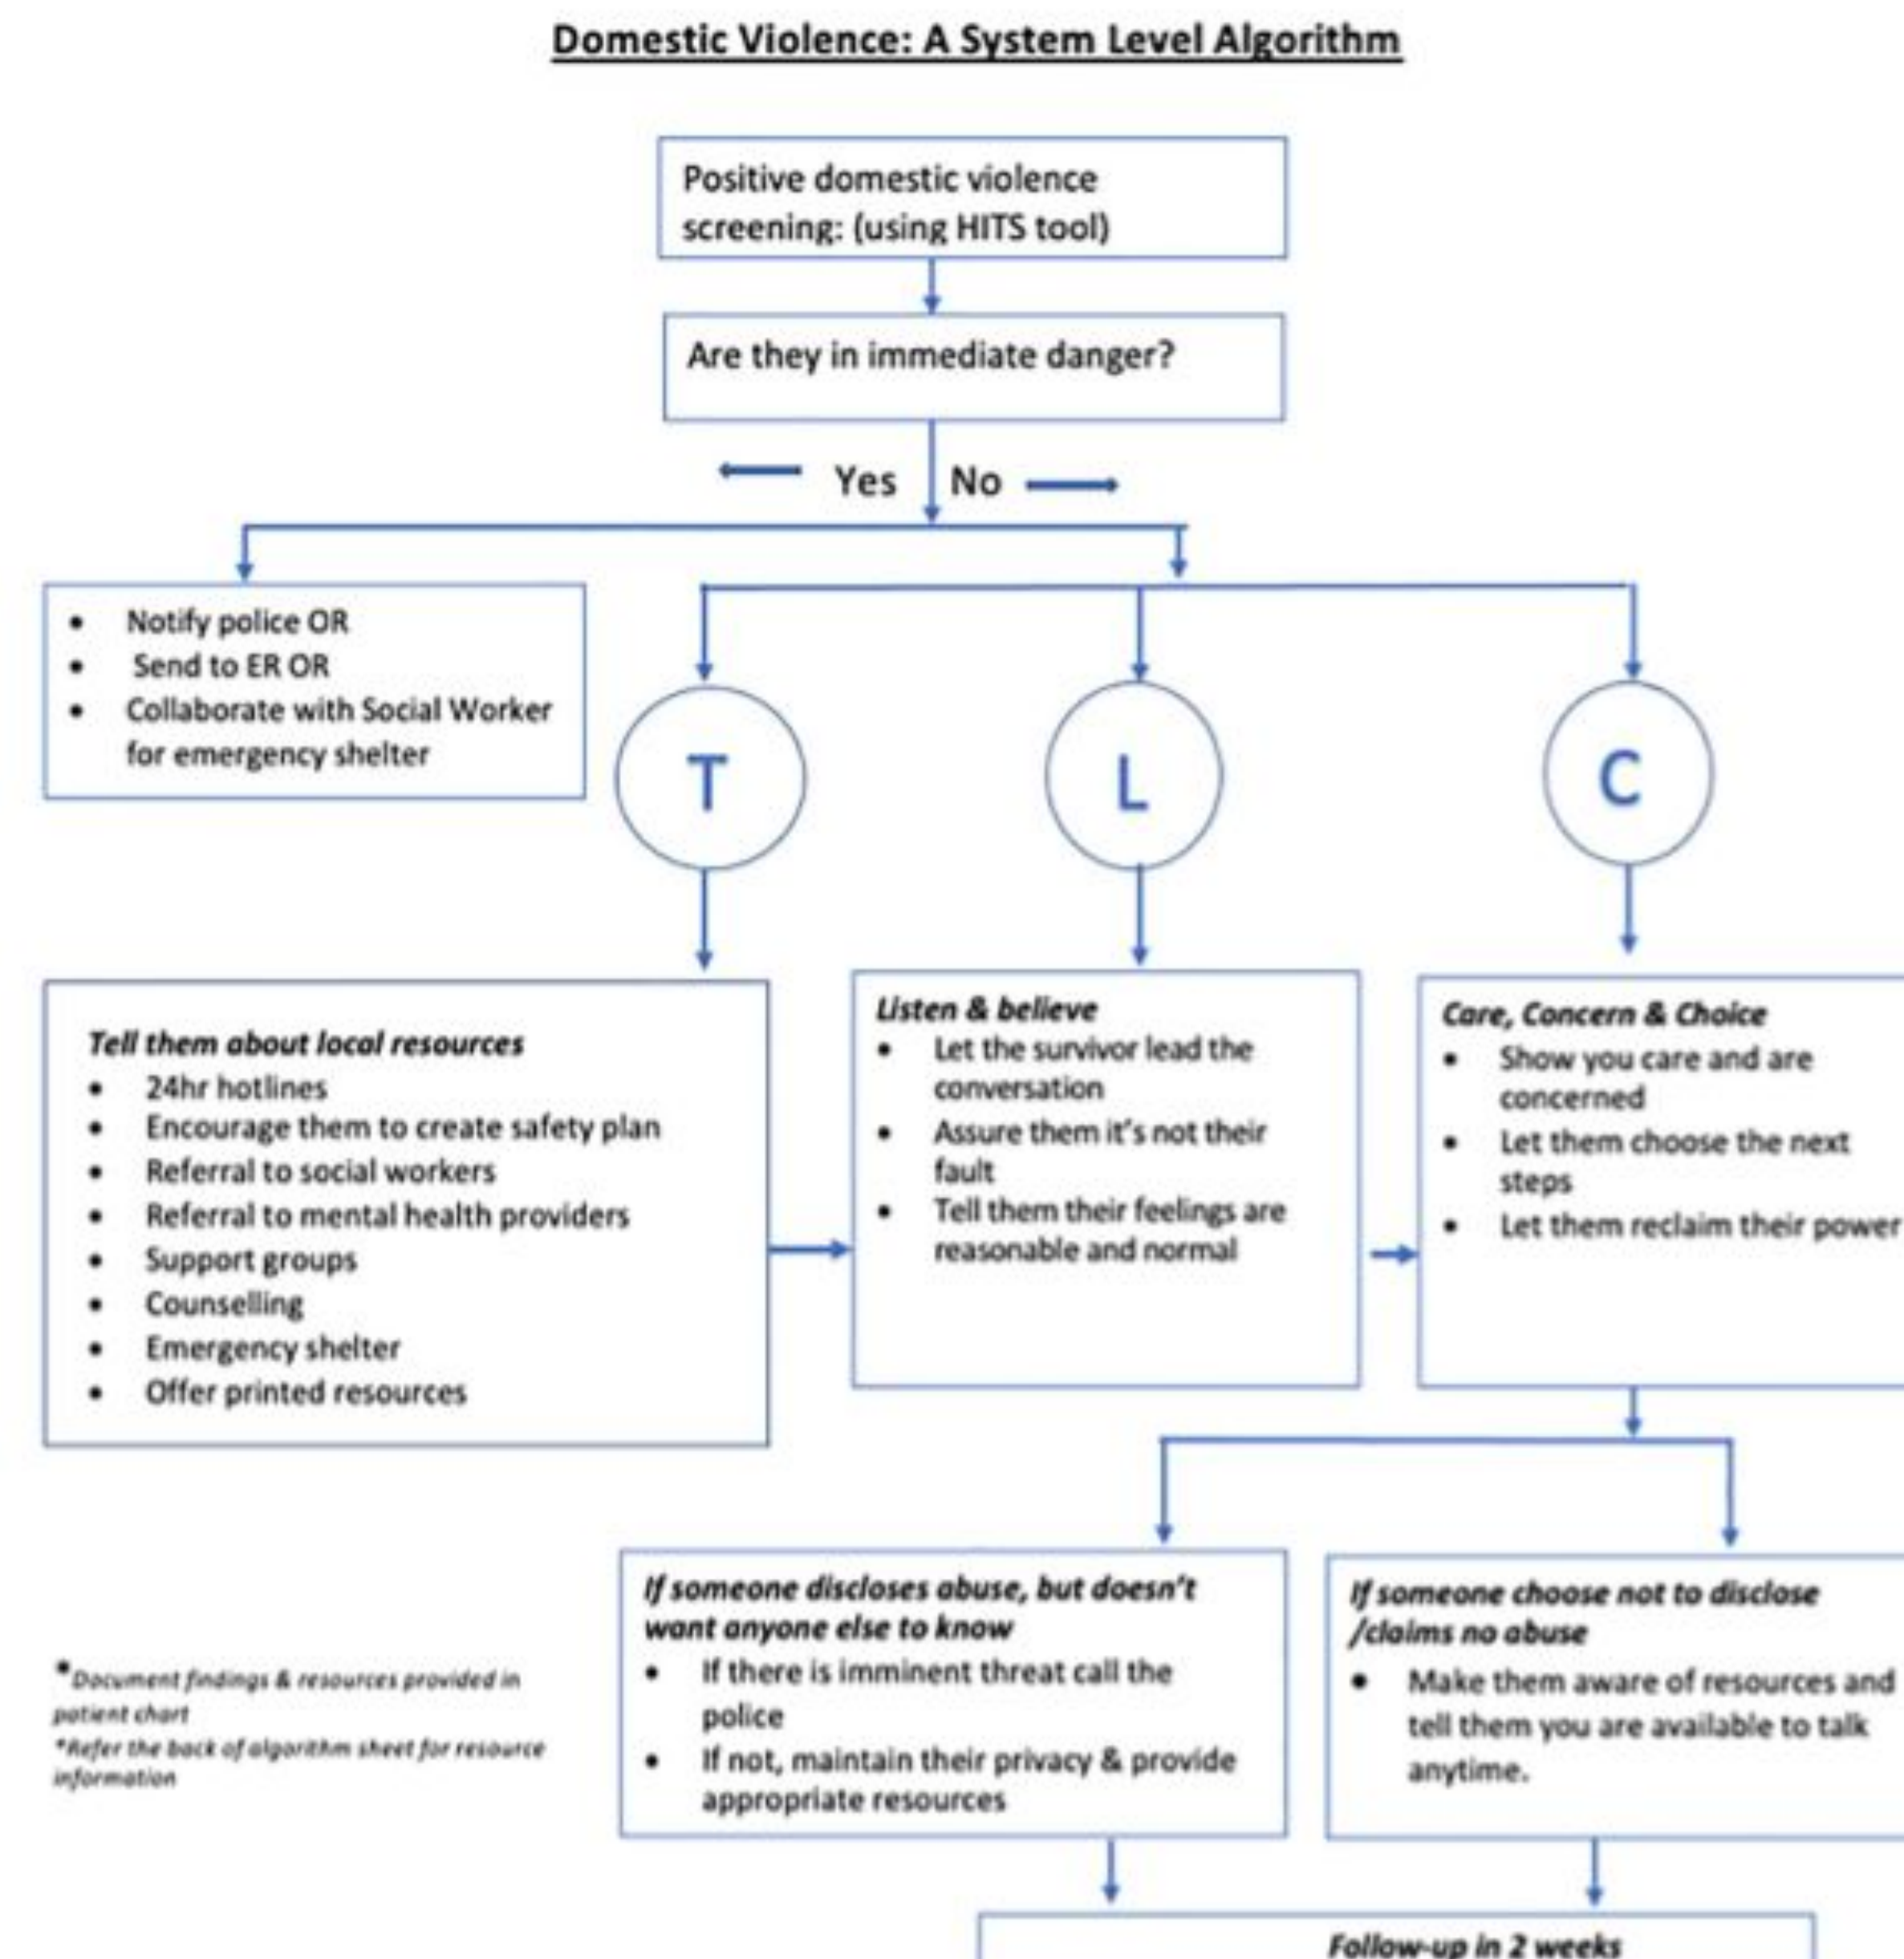 Domestic Violence: A System Level Algorithm
Positive domestic violence
screening: (using HITS tool)
Are they in immediate danger?
Yes
No
• Notify police OR
• Send to ER OR
• Collaborate with Social Worker
for emergency shelter
T
L
C
Tell them about local resources
• 24hr hotlines
• Encourage them to create safety plan
• Referral to social workers
• Referral to mental health providers
• Support groups
• Counselling
• Emergency shelter
• Offer printed resources
Listen & believe
• Let the survivor lead the
conversation
• Assure them it's not their
fault
• Tell them their feelings are
reasonable and normal
Care, Concern & Choice
• Show you care and are
concerned
• Let them choose the next
steps
• Let them reclaim their power
If someone discloses abuse, but doesn't
want anyone else to know
• If there is imminent threat call the
police
• If not, maintain their privacy & provide
appropriate resources
If someone choose not to disclose
/claims no abuse
• Make them aware of resources and
tell them you are available to talk
anytime.
*Document findings & resources provided in
patient chart
*Refer the back of algorithm sheet for resource
information
Follow-up in 2 weeks